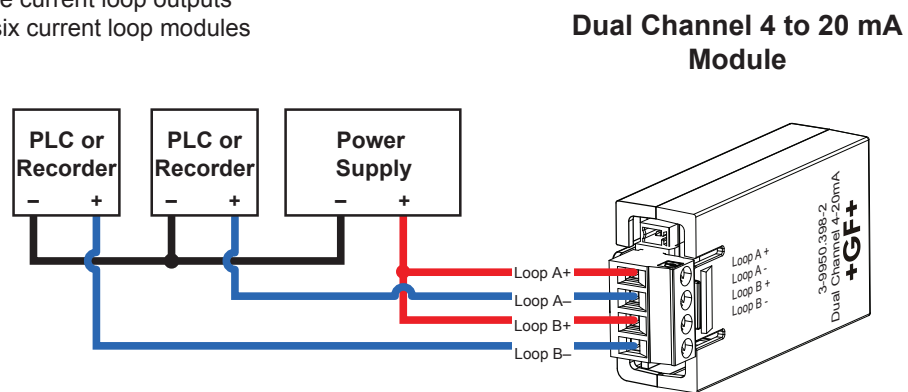 e current loop outputs
six current loop modules
Dual Channel 4 to 20 mA
Module
PLC or
Recorder
– +
PLC or
Recorder
– +
Power
Supply
– +
Loop A+
Loop A–
Loop B+
Loop B–
Loop A +
Loop A -
Loop B +
Loop B -
3-9950.398-2
Dual Channel 4-20mA
+GF+